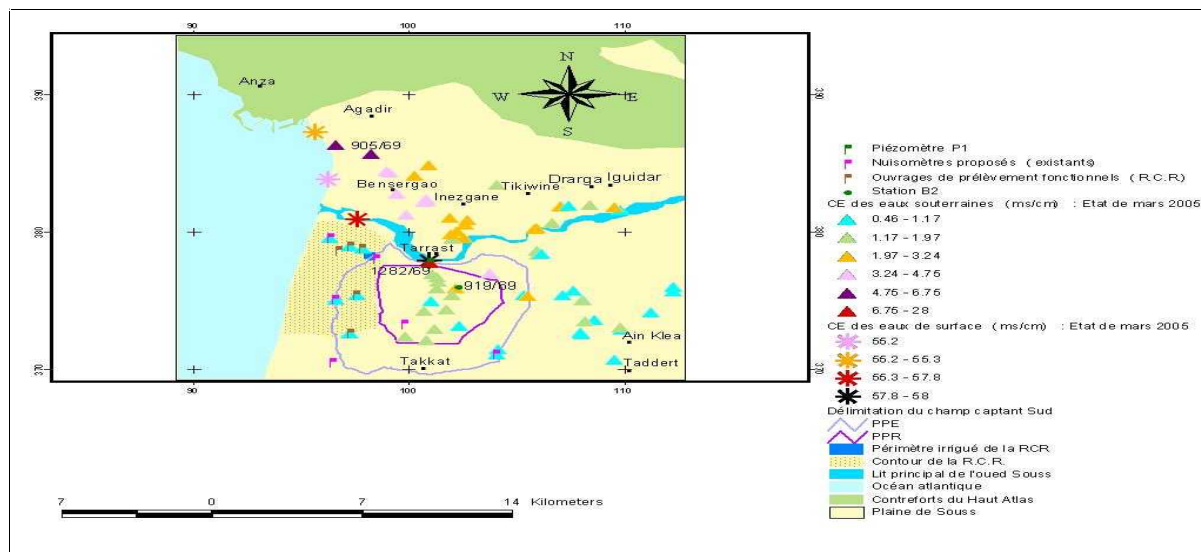 90
100
110
N
W
E
S
390
390
380
380
370
370
Anza
Agadir
905/69
Bensergao
Inezgane
Tikiwine
Drarga
Iguidar
Tarrast
1282/69
919/69
Ain Klea
Takkat
Taddert
90
100
110
7 0 7 14 Kilometers
Piézomètre P1
Nuisomètres proposés (existants)
Ouvrages de prélèvement fonctionnels (R.C.R.)
Station B2
CE des eaux souterraines (ms/cm) : Etat de mars 2005
0.46 - 1.17
1.17 - 1.97
1.97 - 3.24
3.24 - 4.75
4.75 - 6.75
6.75 - 28
CE des eaux de surface (ms/cm) : Etat de mars 2005
55.2
55.2 - 55.3
55.3 - 57.8
57.8 - 58
Délimitation du champ captant Sud
PPE
PPR
Périmètre irrigué de la RCR
Contour de la R.C.R.
Lit principal de l'oued Souss
Océan atlantique
Contreforts du Haut Atlas
Plaine de Souss